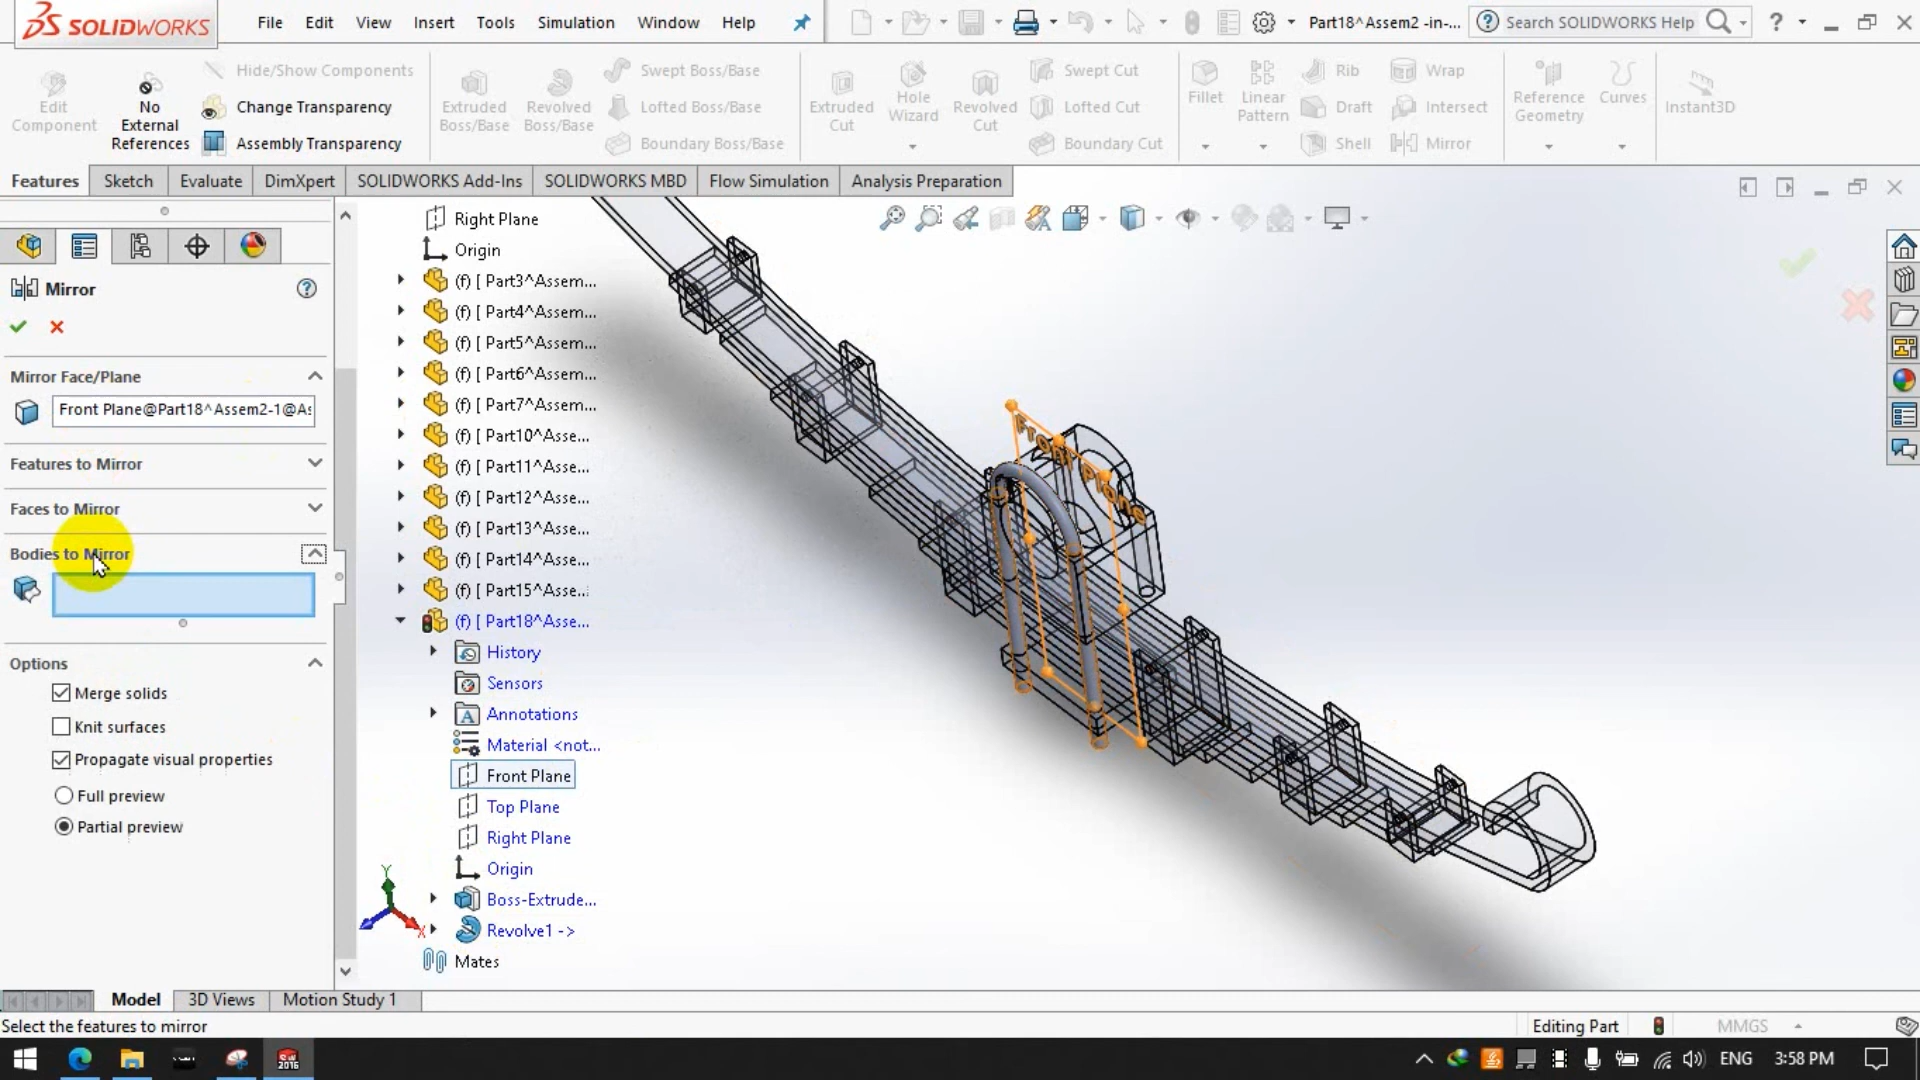 SOLIDWORKS
File Edit View Insert Tools Simulation Window Help
Part18^Assem2 -in-...
Search SOLIDWORKS Help
Edit Component
No External References
Hide/Show Components
Change Transparency
Assembly Transparency
Extruded Boss/Base
Revolved Boss/Base
Swept Boss/Base
Lofted Boss/Base
Boundary Boss/Base
Extruded Cut
Hole Wizard
Revolved Cut
Swept Cut
Lofted Cut
Boundary Cut
Fillet
Linear Pattern
Rib
Draft
Shell
Wrap
Intersect
Mirror
Reference Geometry
Curves
Instant3D
Features Sketch Evaluate DimXpert SOLIDWORKS Add-Ins SOLIDWORKS MBD Flow Simulation Analysis Preparation
Mirror
Mirror Face/Plane
Front Plane@Part18^Assem2-1@As
Features to Mirror
Faces to Mirror
Bodies to Mirror
Options
Merge solids
Knit surfaces
Propagate visual properties
Full preview
Partial preview
Right Plane
Origin
(f) [ Part3^Assem...
(f) [ Part4^Assem...
(f) [ Part5^Assem...
(f) [ Part6^Assem...
(f) [ Part7^Assem...
(f) [ Part10^Asse...
(f) [ Part11^Asse...
(f) [ Part12^Asse...
(f) [ Part13^Asse...
(f) [ Part14^Asse...
(f) [ Part15^Asse...
(f) [ Part18^Asse...
History
Sensors
Annotations
Material <not...
Front Plane
Top Plane
Right Plane
Origin
Boss-Extrude...
Revolve1 ->
Mates
Front Plane
Y
X
Model 3D Views Motion Study 1
Select the features to mirror
Editing Part
MMGS
SW 2016
ENG 3:58 PM